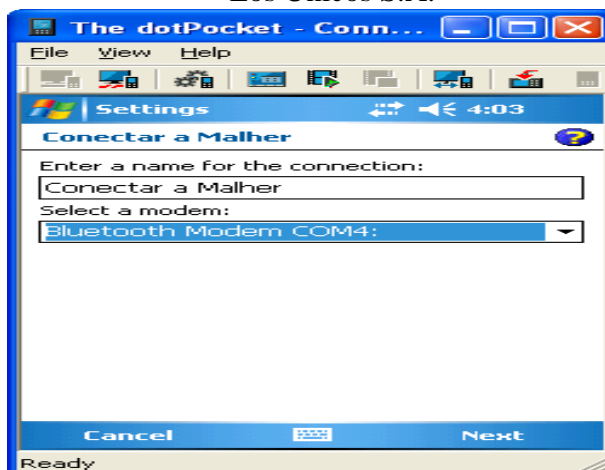 The dotPocket - Conn...
File View Help
Settings 4:03
Conectar a Malher
Enter a name for the connection:
Conectar a Malher
Select a modem:
Bluetooth Modem COM4:
Cancel Next
Ready